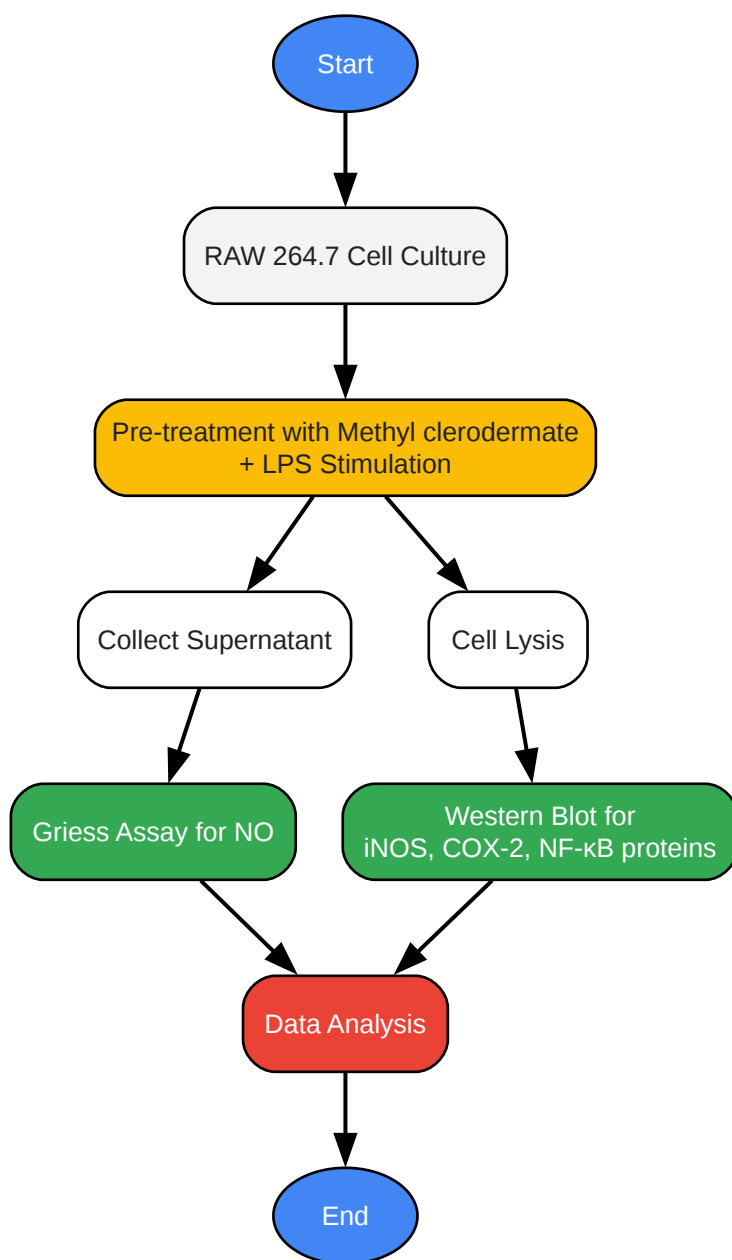 Start
RAW 264.7 Cell Culture
Pre-treatment with Methyl clerodermate
+ LPS Stimulation
Collect Supernatant
Cell Lysis
Griess Assay for NO
Western Blot for
iNOS, COX-2, NF-κB proteins
Data Analysis
End